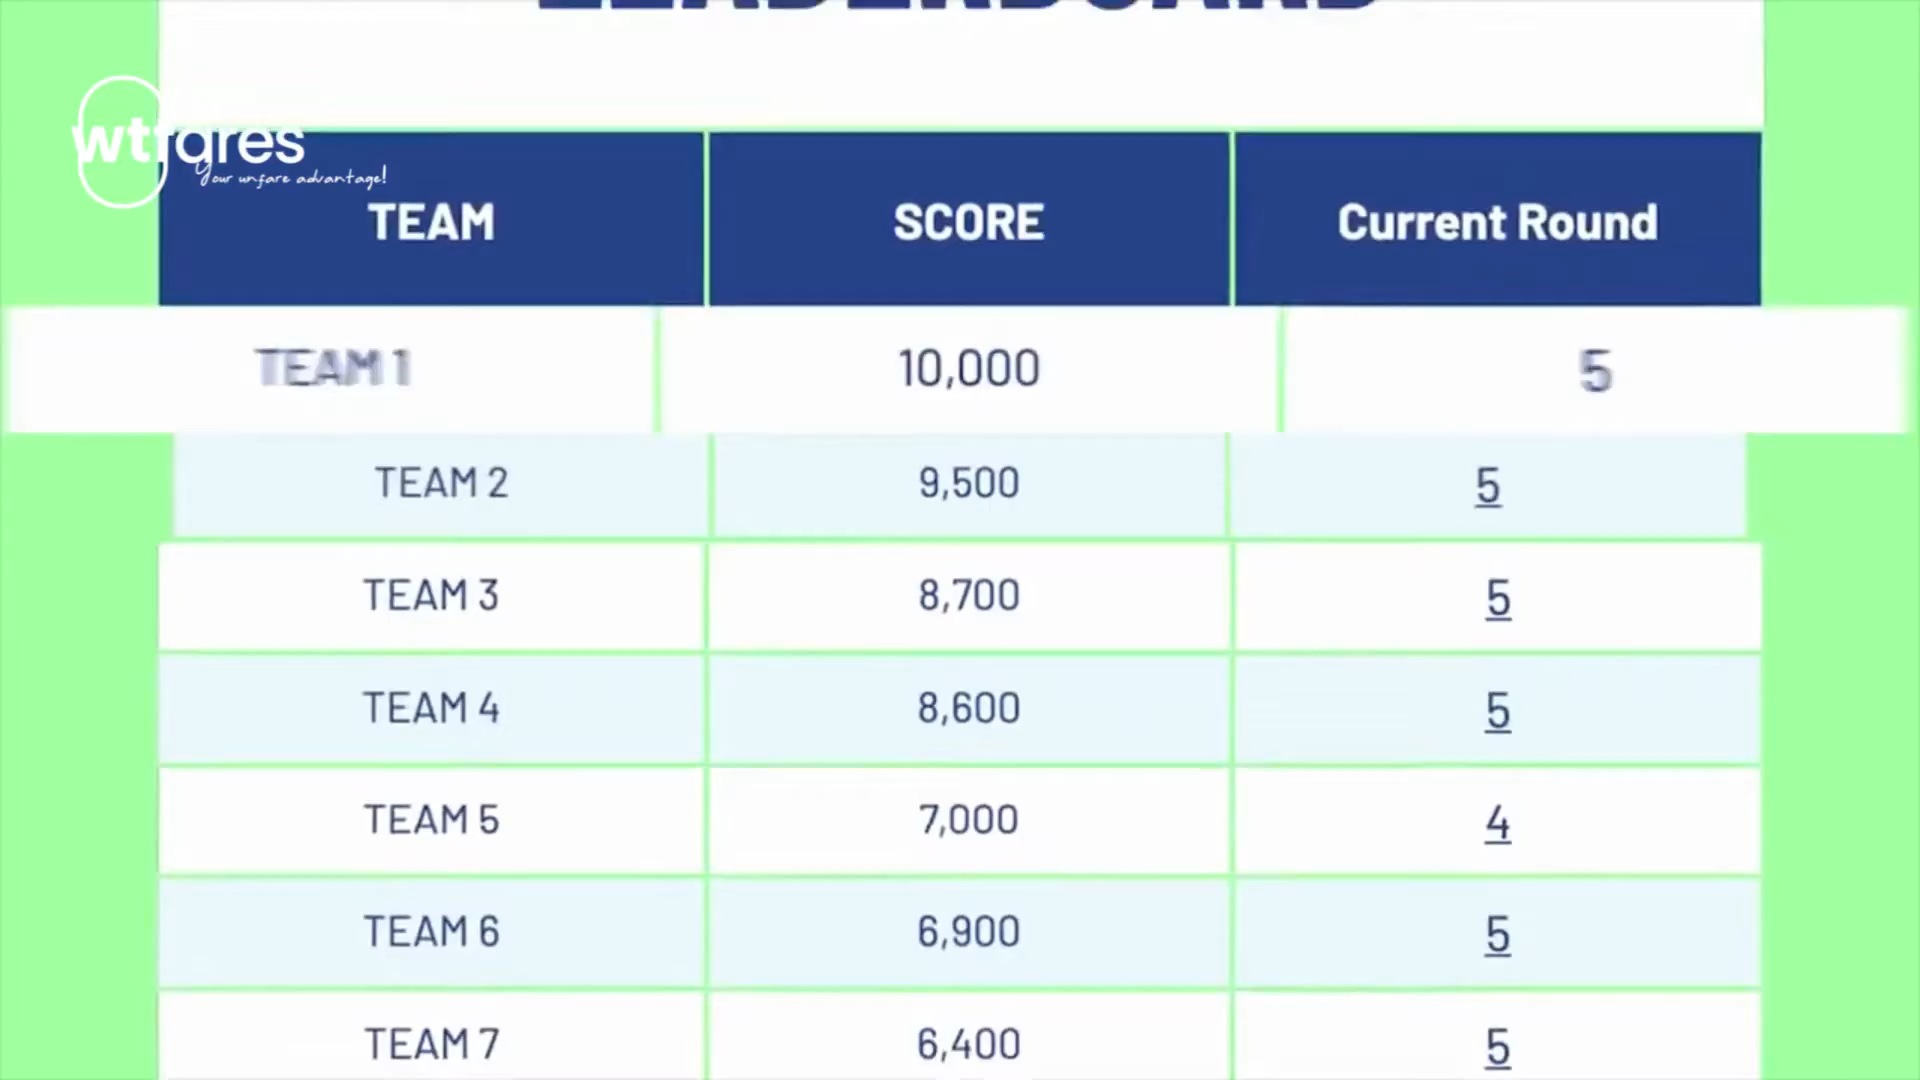 LEADERBOARD
wtfares
Your unfare advantage!
TEAM SCORE Current Round
TEAM 1 10,000 5
TEAM 2 9,500 5
TEAM 3 8,700 5
TEAM 4 8,600 5
TEAM 5 7,000 4
TEAM 6 6,900 5
TEAM 7 6,400 5